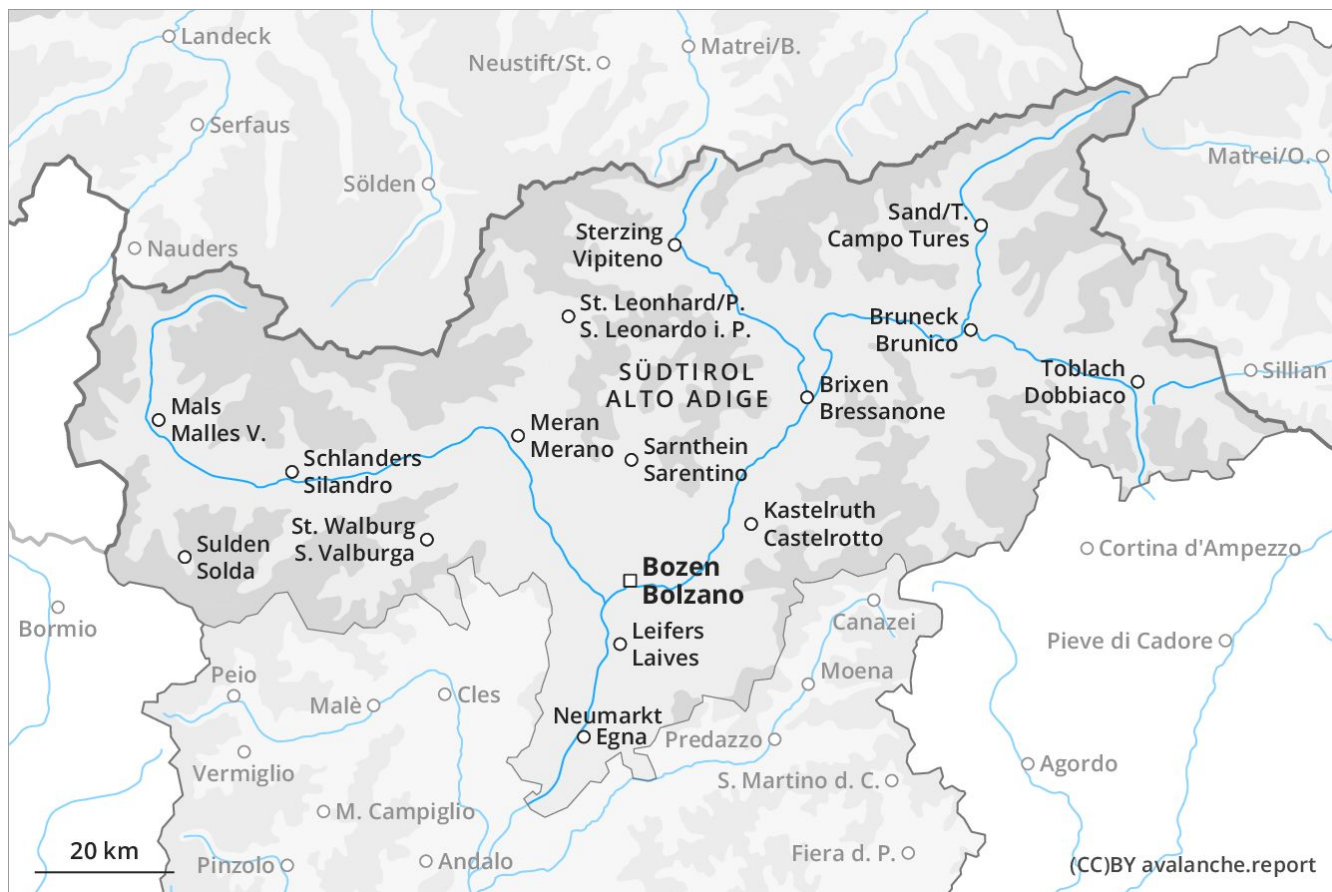 Landeck
Matrei/B.
Neustift/St.
Serfaus
Matrei/O.
Sölden
Sand/T.
Campo Tures
Sterzing
Vipiteno
Nauders
St. Leonhard/P.
S. Leonardo i. P.
Bruneck
Brunico
SÜDTIROL
ALTO ADIGE
Toblach
Dobbiaco
Sillian
Brixen
Bressanone
Mals
Malles V.
Meran
Merano
Sarnthein
Sarentino
Schlanders
Silandro
Kastelruth
Castelrotto
St. Walburg
S. Valburga
Sulden
Solda
Cortina d'Ampezzo
Bozen
Bolzano
Bormio
Canazei
Leifers
Laives
Pieve di Cadore
Peio
Moena
Malè
Cles
Neumarkt
Egna
Predazzo
Vermiglio
Agordo
S. Martino d. C.
M. Campiglio
20 km
Pinzolo
Andalo
Fiera d. P.
(CC)BY avalanche.report